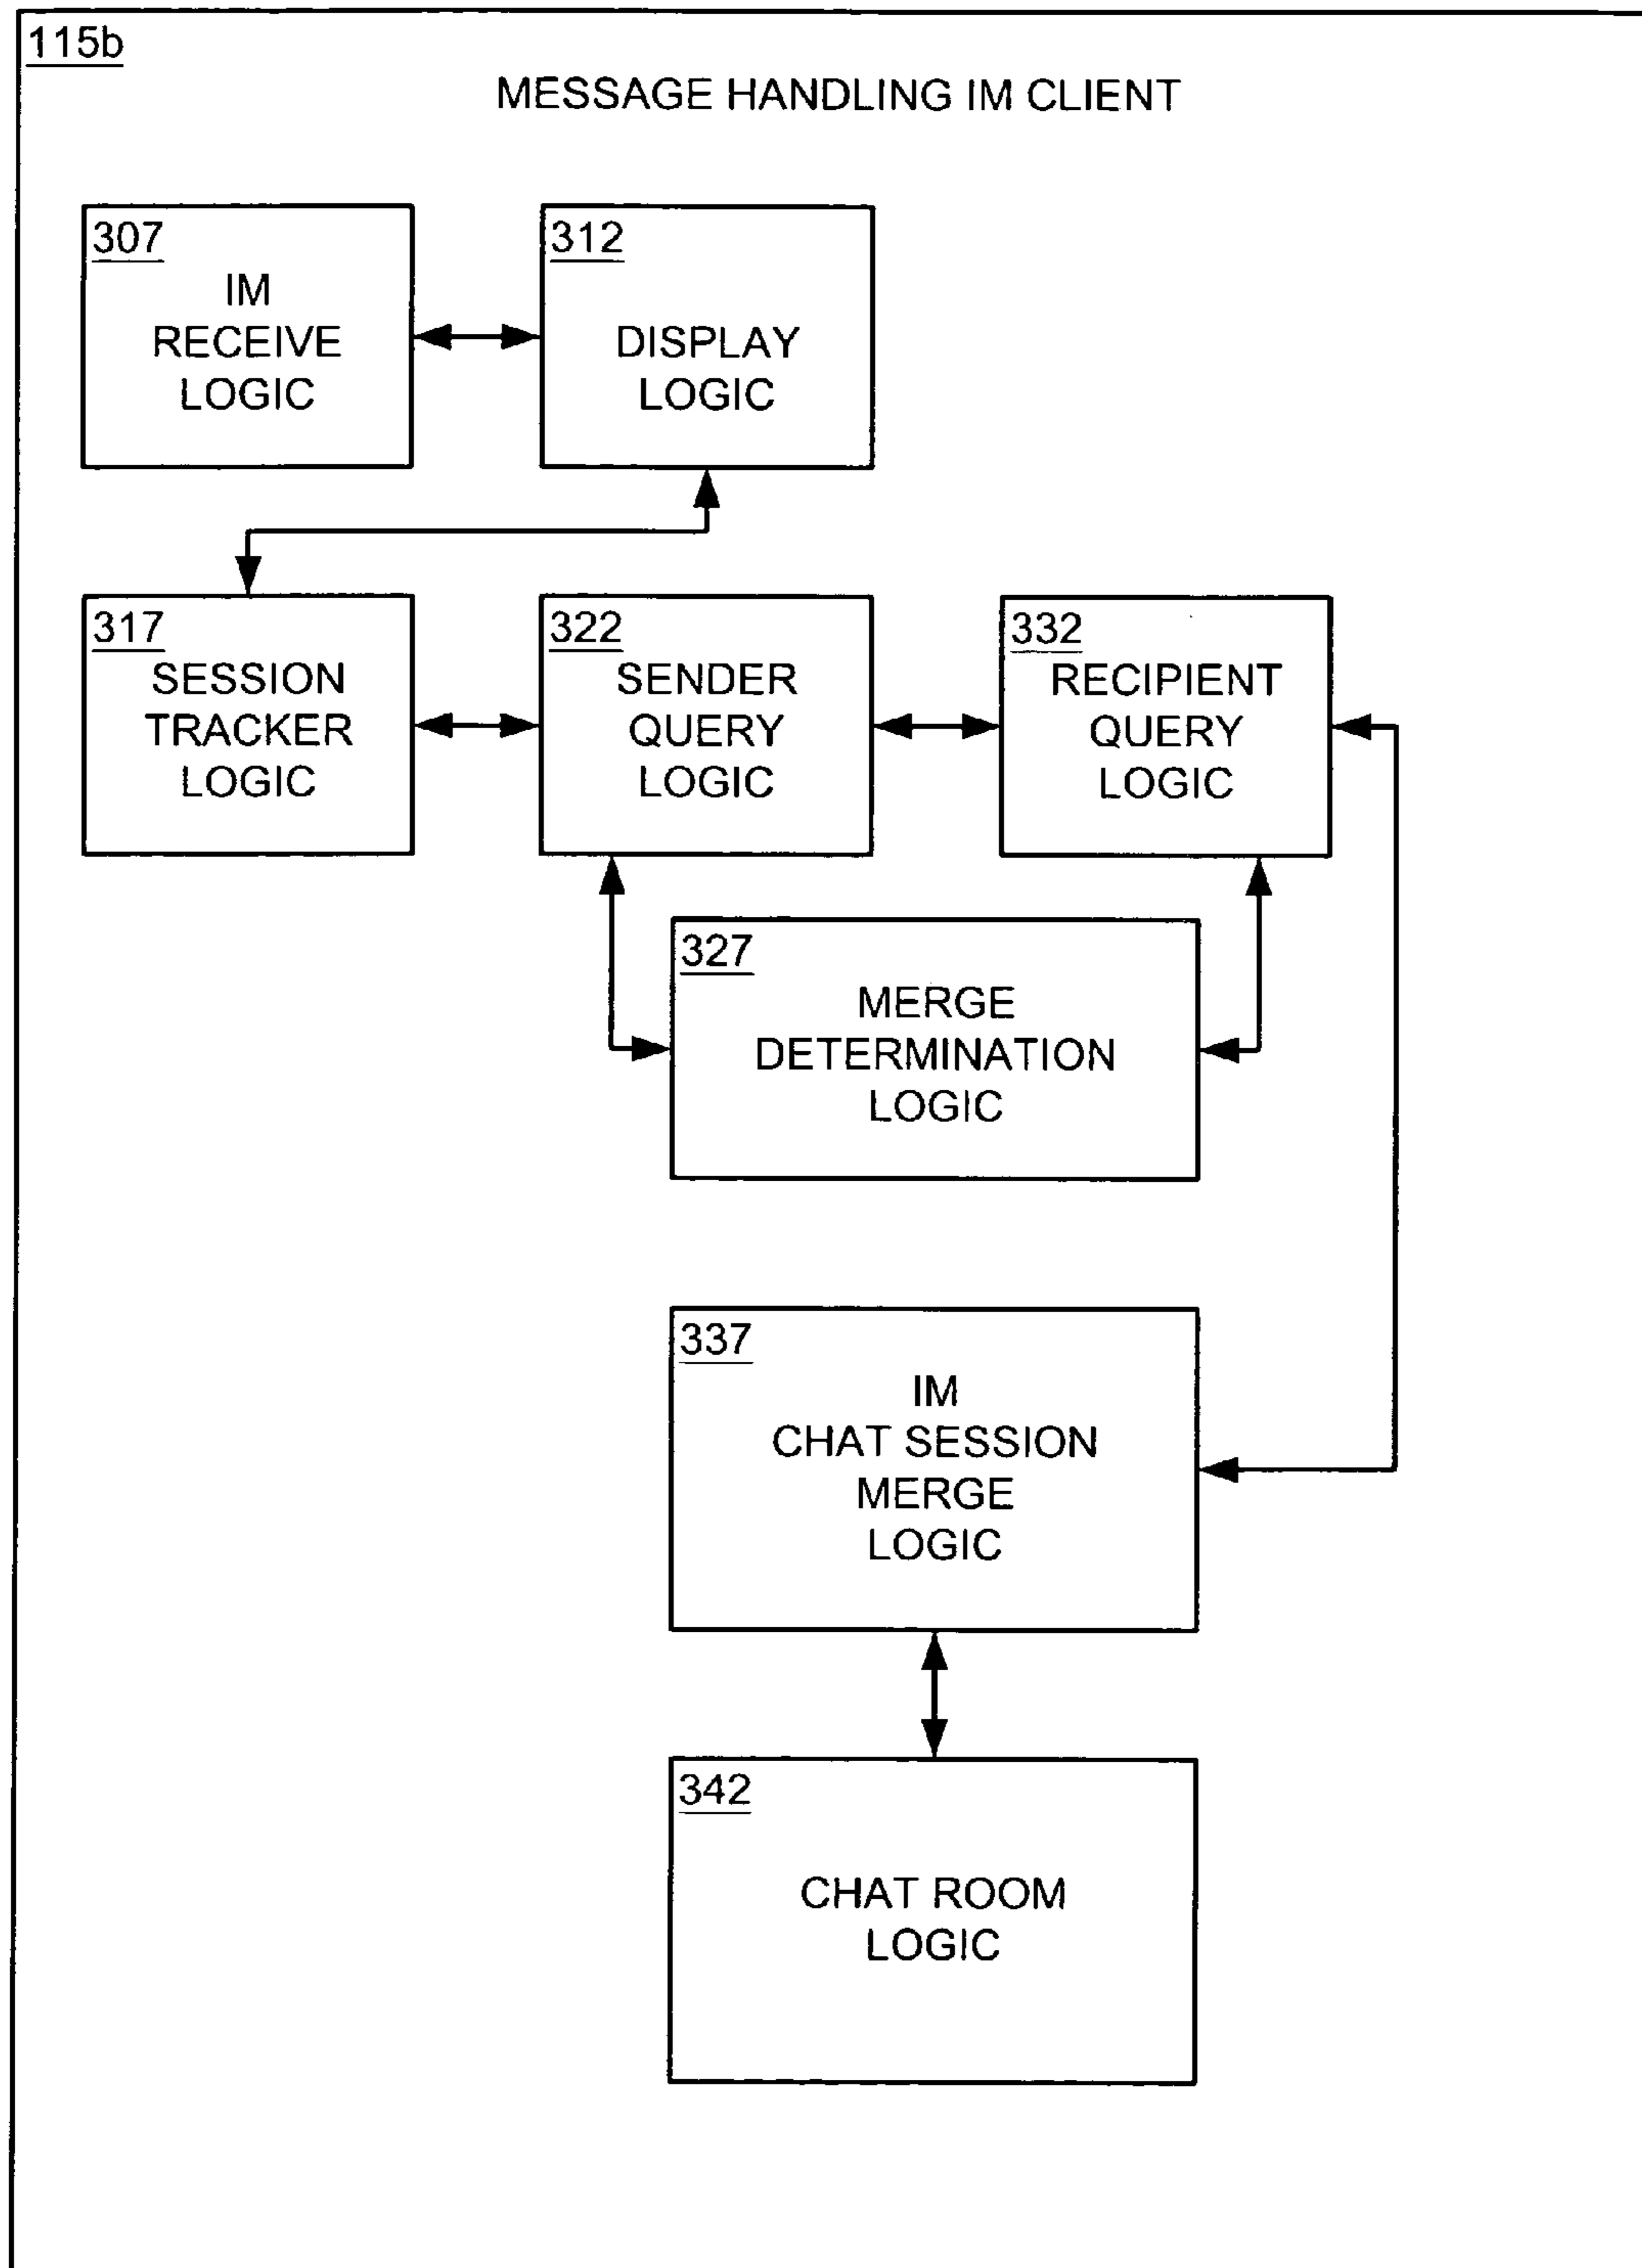 115b
MESSAGE HANDLING IM CLIENT
307
IM
RECEIVE
LOGIC
312
DISPLAY
LOGIC
317
SESSION
TRACKER
LOGIC
322
SENDER
QUERY
LOGIC
332
RECIPIENT
QUERY
LOGIC
327
MERGE
DETERMINATION
LOGIC
337
IM
CHAT SESSION
MERGE
LOGIC
342
CHAT ROOM
LOGIC